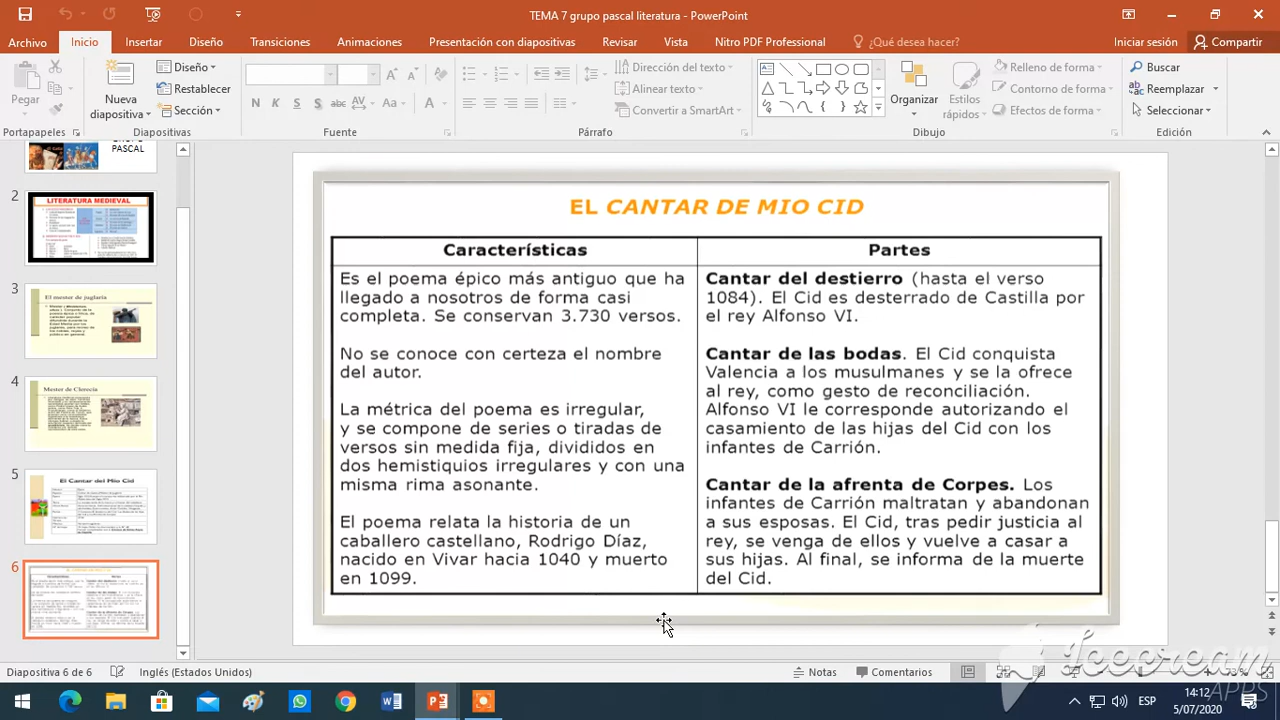 TEMA 7 grupo pascal literatura - PowerPoint
Archivo Inicio Insertar Diseño Transiciones Animaciones Presentación con diapositivas Revisar Vista Nitro PDF Professional ¿Qué desea hacer? Iniciar sesión Compartir
Pegar
Nueva diapositiva
Diseño
Restablecer
Sección
N K S S abc AV Aa A
Dirección del texto
Alinear texto
Convertir a SmartArt
Organizar
Estilos rápidos
Relleno de forma
Contorno de forma
Efectos de forma
Buscar
Reemplazar
Seleccionar
Portapapeles Diapositivas Fuente Párrafo Dibujo Edición
PASCAL
2
LITERATURA MEDIEVAL
3
El mester de juglaría
4
Mester de Clerecía
5
El Cantar del Mío Cid
6
EL CANTAR DE MIO CID
Características
Es el poema épico más antiguo que ha
llegado a nosotros de forma casi
completa. Se conservan 3.730 versos.
No se conoce con certeza el nombre
del autor.
La métrica del poema es irregular,
y se compone de series o tiradas de
versos sin medida fija, divididos en
dos hemistiquios irregulares y con una
misma rima asonante.
El poema relata la historia de un
caballero castellano, Rodrigo Díaz,
nacido en Vivar hacía 1040 y muerto
en 1099.
Partes
Cantar del destierro (hasta el verso
1084). El Cid es desterrado de Castilla por
el rey Alfonso VI.
Cantar de las bodas. El Cid conquista
Valencia a los musulmanes y se la ofrece
al rey, como gesto de reconciliación.
Alfonso VI le corresponde autorizando el
casamiento de las hijas del Cid con los
infantes de Carrión.
Cantar de la afrenta de Corpes. Los
infantes de Carrión maltratan y abandonan
a sus esposas. El Cid, tras pedir justicia al
rey, se venga de ellos y vuelve a casar a
sus hijas. Al final, se informa de la muerte
del Cid.
Diapositiva 6 de 6 Inglés (Estados Unidos) Notas Comentarios
Icecream
APPS
ESP
14:12
5/07/2020